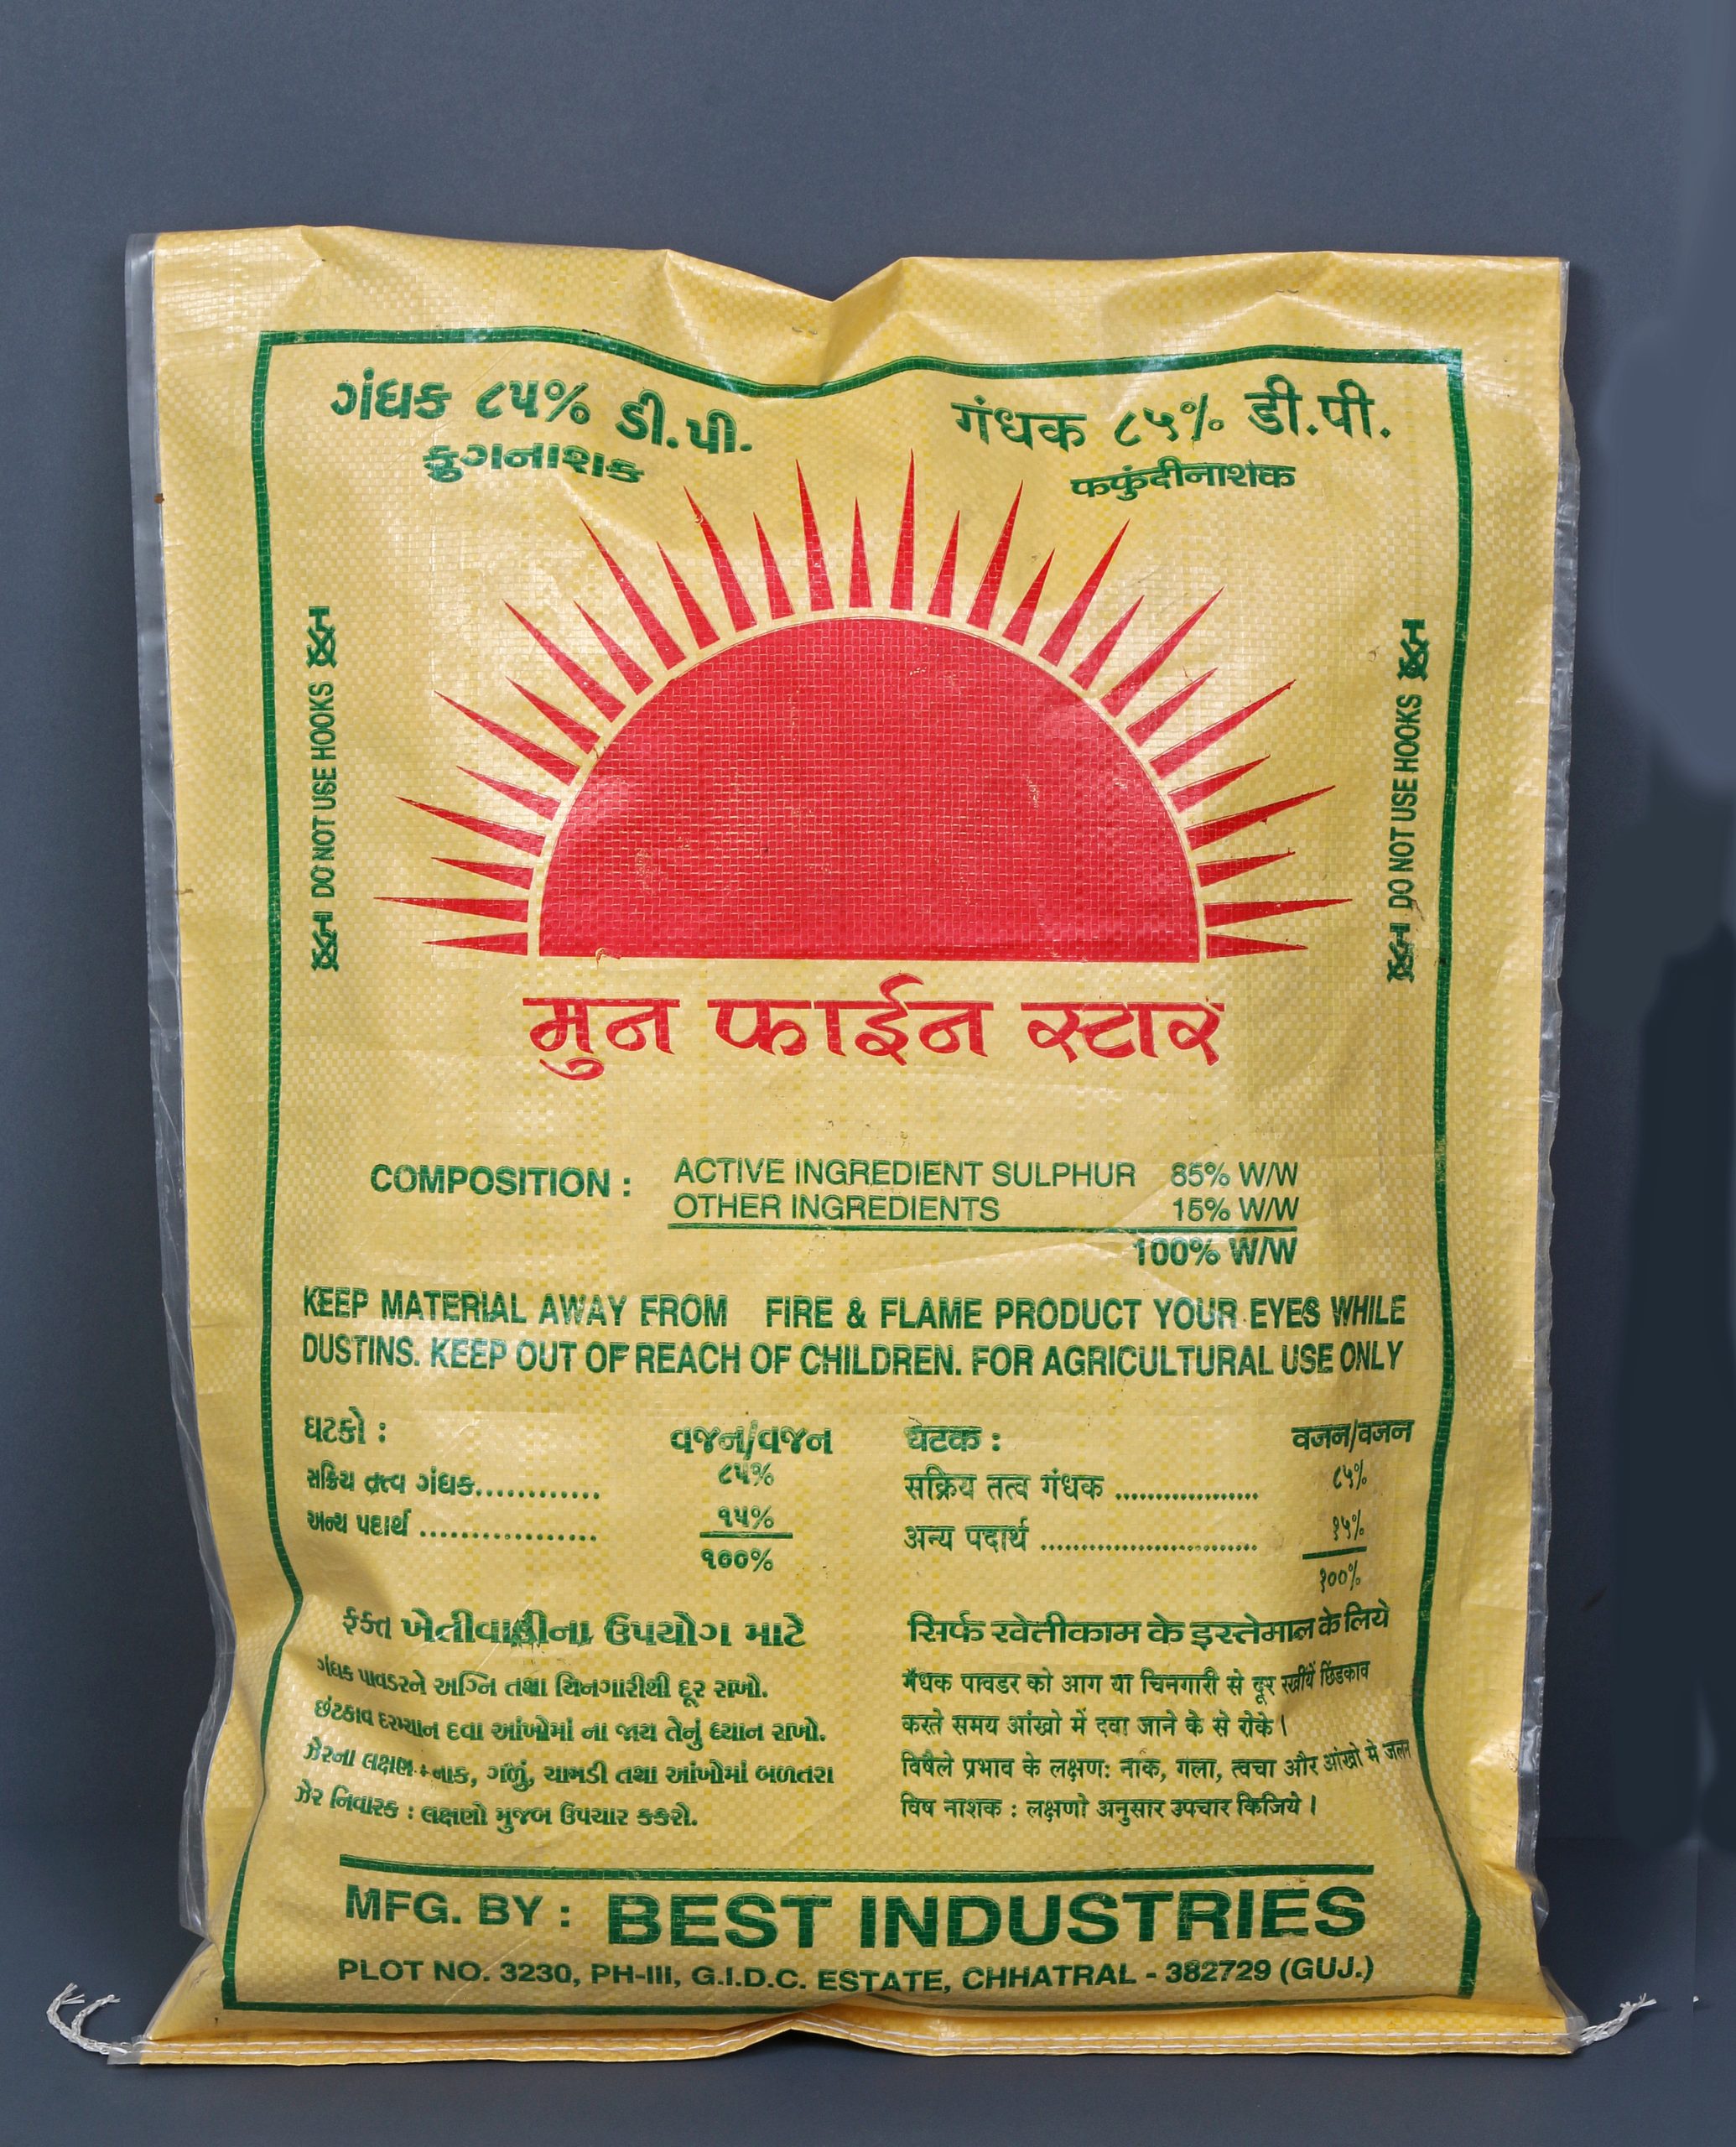 ગંધક ૮૫% ડી.પી.
ફુગનાશક
गंधक ८५% डी.पी.
फफुंदीनाशक
DO NOT USE HOOKS
DO NOT USE HOOKS
मुन फाईन स्टार
COMPOSITION : ACTIVE INGREDIENT SULPHUR 85% W/W
OTHER INGREDIENTS 15% W/W
100% W/W
KEEP MATERIAL AWAY FROM FIRE & FLAME PRODUCT YOUR EYES WHILE
DUSTINS. KEEP OUT OF REACH OF CHILDREN. FOR AGRICULTURAL USE ONLY
ઘટકો : વજન/વજન
સક્રિય તત્વ ગંધક............ ૮૫%
અન્ય પદાર્થ ................. ૧૫%
૧૦૦%
ફક્ત ખેતીવાડીના ઉપયોગ માટે
ગંધક પાવડરને અગ્નિ તથા ચિનગારીથી દૂર રાખો.
છંટકાવ દરમ્યાન દવા આંખોમાં ના જાય તેનું ધ્યાન રાખો.
ઝેરના લક્ષણ : નાક, ગળું, ચામડી તથા આંખોમાં બળતરા
ઝેર નિવારક : લક્ષણો મુજબ ઉપચાર કકરો.
घटक : वजन/वजन
सक्रिय तत्व गंधक .................. ८५%
अन्य पदार्थ ........................... १५%
१००%
सिर्फ खेतीकाम के इस्तेमाल के लिये
गंधक पावडर को आग या चिनगारी से दूर रखीयें छिंडकाव
करते समय आंखो में दवा जाने के से रोके।
विषैले प्रभाव के लक्षण: नाक, गला, त्वचा और आंखो मे जलन
विष नाशक : लक्षणो अनुसार उपचार किजिये।
MFG. BY : BEST INDUSTRIES
PLOT NO. 3230, PH-III, G.I.D.C. ESTATE, CHHATRAL - 382729 (GUJ.)